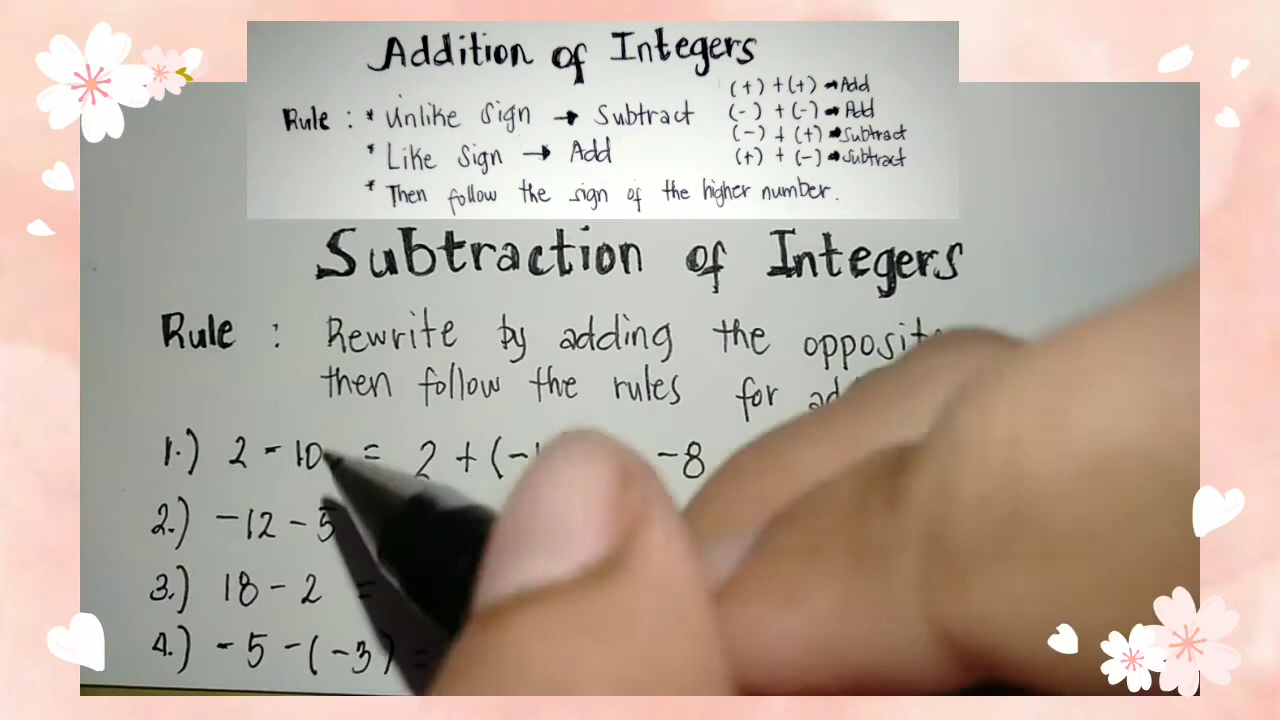 Addition of Integers
Rule : * Unlike Sign → Subtract
* Like Sign → Add
* Then follow the sign of the higher number.
(+) + (+) → Add
(-) + (-) → Add
(-) + (+) → Subtract
(+) + (-) → Subtract
Subtraction of Integers
Rule : Rewrite by adding the
then follow the rules for
1.) 2 - 10 = 2 + (- -8
2.) -12 - 5
3.) 18 - 2 =
4.) -5 - (-3) =